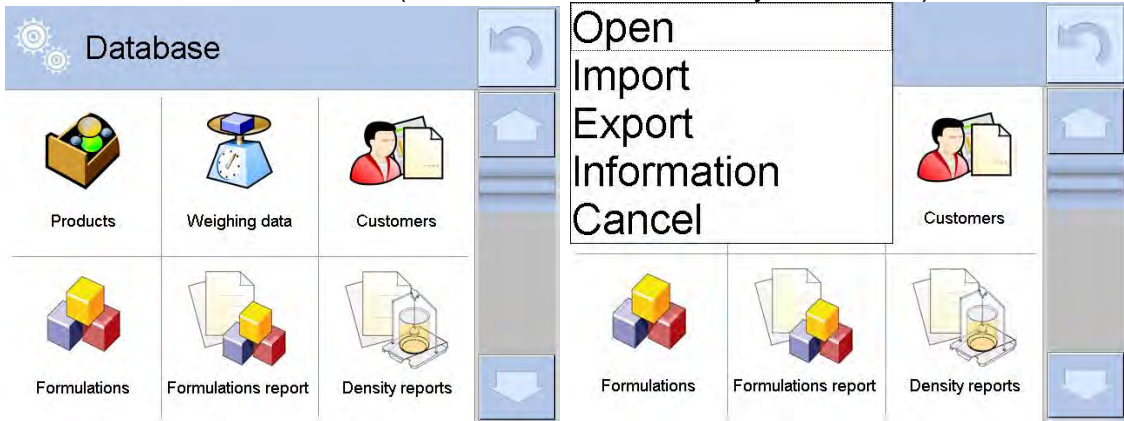 Database
Products
Weighing data
Customers
Formulations
Formulations report
Density reports
Open
Import
Export
Information
Cancel
Customers
Formulations
Formulations report
Density reports